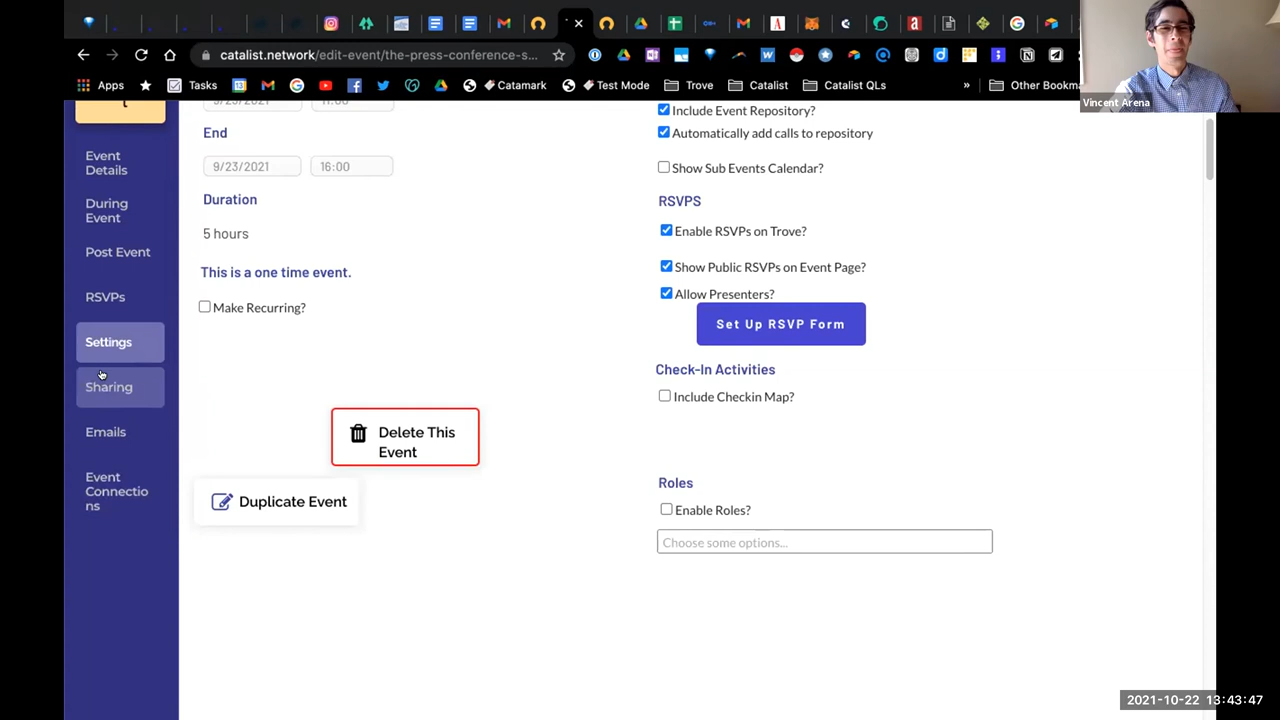 catalist.network/edit-event/the-press-conference-s...
Vincent Arena
Apps
Tasks
Catamark
Test Mode
Trove
Catalist
Catalist QLs
»
Other Bookma
Event
Details
During
Event
Post Event
RSVPs
Settings
Sharing
Emails
Event
Connectio
ns
9/23/2021
11:00
End
9/23/2021
16:00
Duration
5 hours
This is a one time event.
Make Recurring?
Delete This
Event
Duplicate Event
Include Event Repository?
Automatically add calls to repository
Show Sub Events Calendar?
RSVPS
Enable RSVPs on Trove?
Show Public RSVPs on Event Page?
Allow Presenters?
Set Up RSVP Form
Check-In Activities
Include Checkin Map?
Roles
Enable Roles?
Choose some options...
2021-10-22 13:43:47